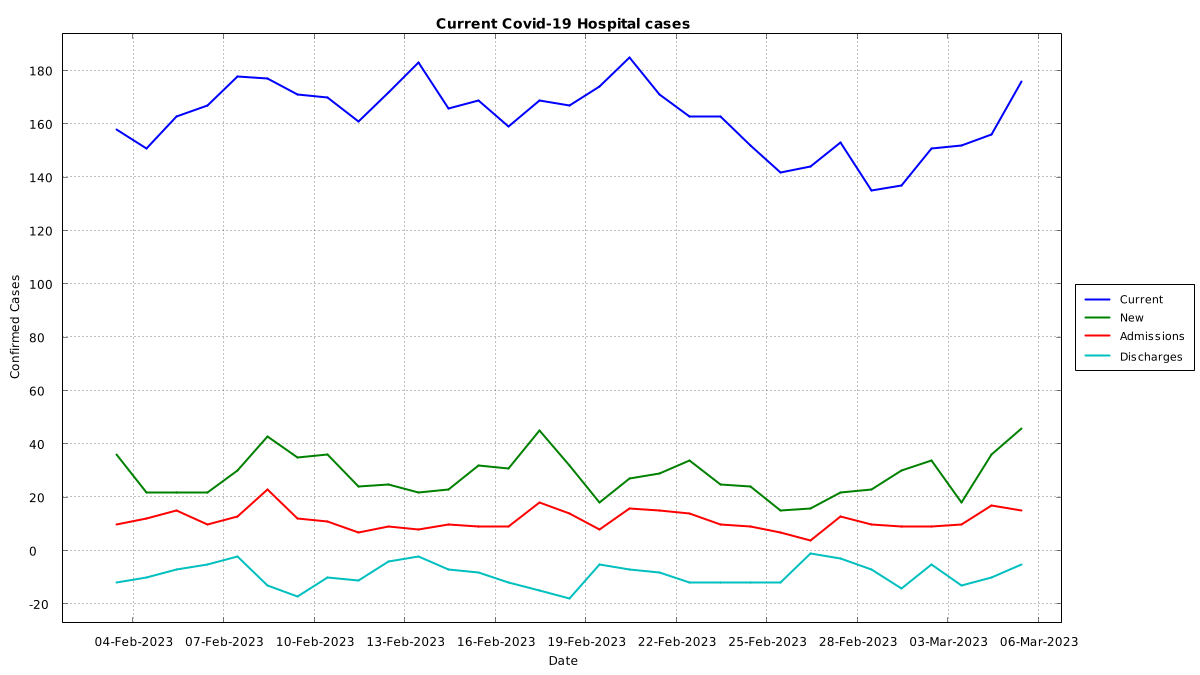 Current Covid-19 Hospital cases
180
160
140
120
100
80
60
40
20
0
-20
Confirmed Cases
04-Feb-2023 07-Feb-2023 10-Feb-2023 13-Feb-2023 16-Feb-2023 19-Feb-2023 22-Feb-2023 25-Feb-2023 28-Feb-2023 03-Mar-2023 06-Mar-2023
Date
Current
New
Admissions
Discharges